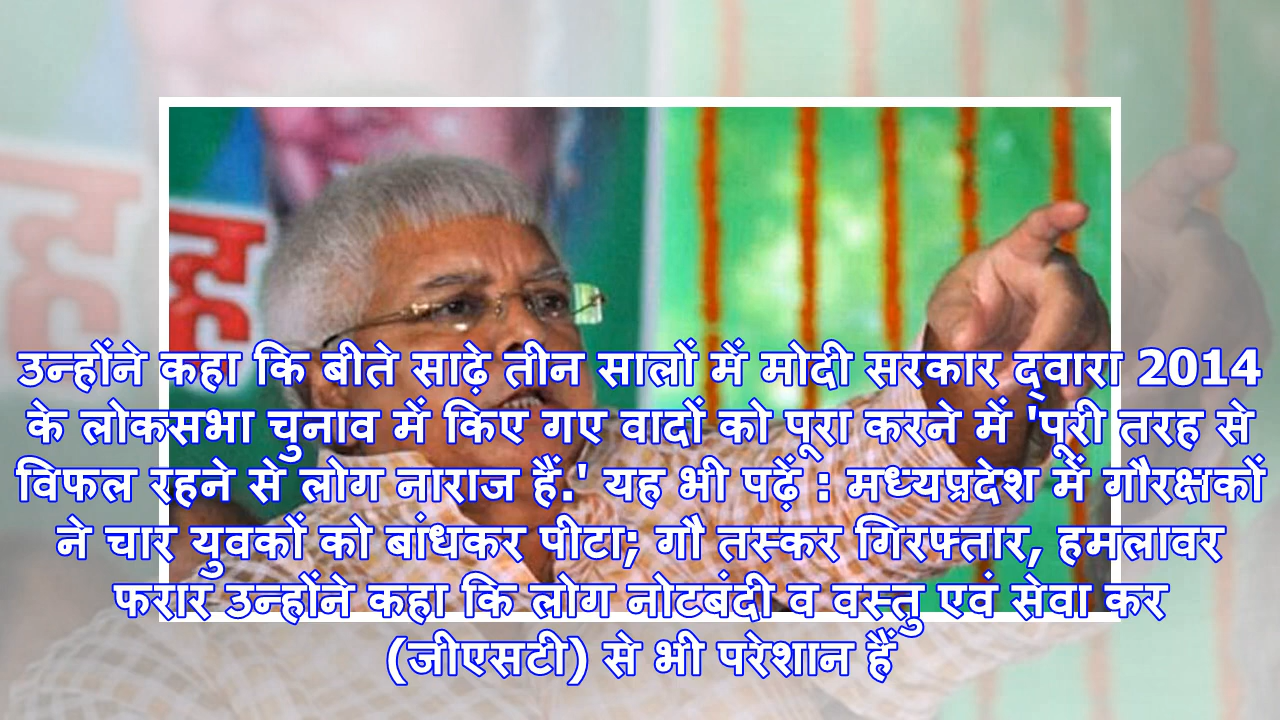 ह
ह
उन्होंने कहा कि बीते साढ़े तीन सालों में मोदी सरकार द्वारा 2014
के लोकसभा चुनाव में किए गए वादों को पूरा करने में 'पूरी तरह से
विफल रहने से लोग नाराज हैं.' यह भी पढ़ें : मध्यप्रदेश में गौरक्षकों
ने चार युवकों को बांधकर पीटा; गौ तस्कर गिरफ्तार, हमलावर
फरार उन्होंने कहा कि लोग नोटबंदी व वस्तु एवं सेवा कर
(जीएसटी) से भी परेशान हैं